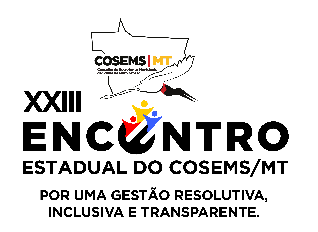 COSEMS|MT
XXIII
ENCONTRO
ESTADUAL DO COSEMS/MT
POR UMA GESTÃO RESOLUTIVA,
INCLUSIVA E TRANSPARENTE.